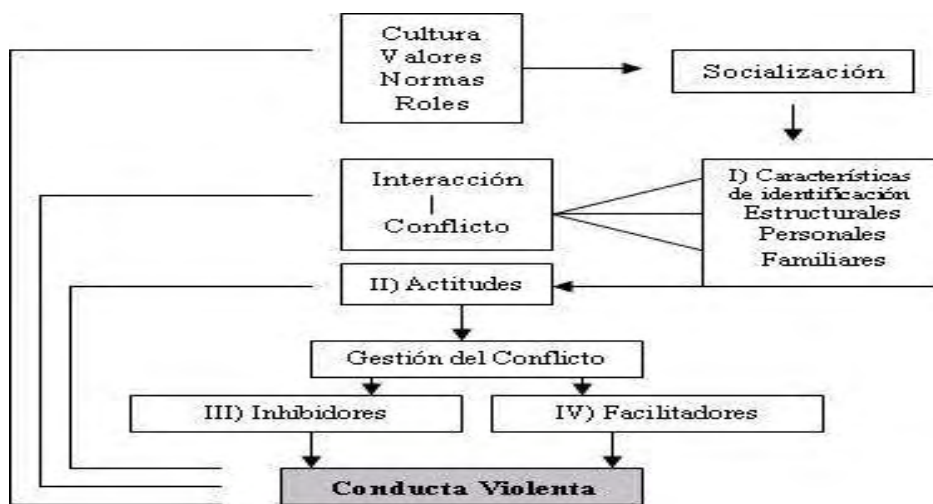 Cultura
Valores
Normas
Roles
Socialización
Interacción
Conflicto
I) Características
de identificación
Estructurales
Personales
Familiares
II) Actitudes
Gestión del Conflicto
III) Inhibidores
IV) Facilitadores
Conducta Violenta